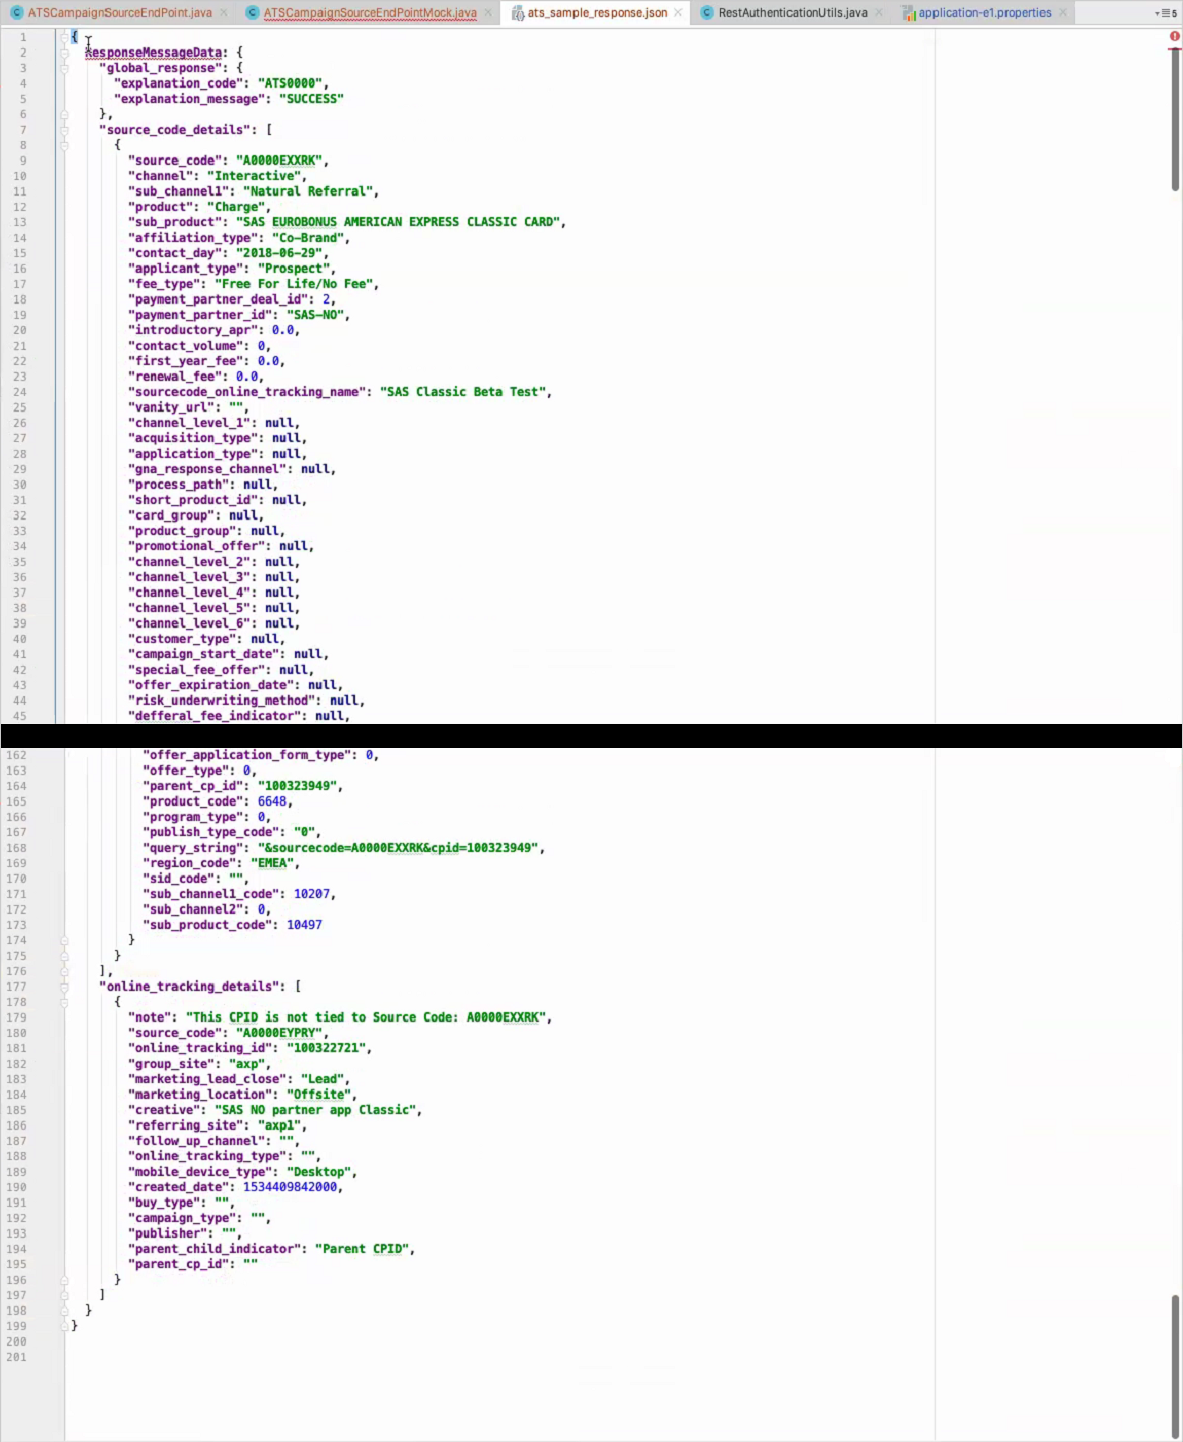 ATSCampaignSourceEndPoint.java
ATSCampaignSourceEndPointMock.java
ats_sample_response.json
RestAuthenticationUtils.java
application-e1.properties
5
1 {
2 esponseMessageData: {
3 "global_response": {
4 "explanation_code": "ATS0000",
5 "explanation_message": "SUCCESS"
6 },
7 "source_code_details": [
8 {
9 "source_code": "A0000EXXRK",
10 "channel": "Interactive",
11 "sub_channel1": "Natural Referral",
12 "product": "Charge",
13 "sub_product": "SAS EUROBONUS AMERICAN EXPRESS CLASSIC CARD",
14 "affiliation_type": "Co-Brand",
15 "contact_day": "2018-06-29",
16 "applicant_type": "Prospect",
17 "fee_type": "Free For Life/No Fee",
18 "payment_partner_deal_id": 2,
19 "payment_partner_id": "SAS-NO",
20 "introductory_apr": 0.0,
21 "contact_volume": 0,
22 "first_year_fee": 0.0,
23 "renewal_fee": 0.0,
24 "sourcecode_online_tracking_name": "SAS Classic Beta Test",
25 "vanity_url": "",
26 "channel_level_1": null,
27 "acquisition_type": null,
28 "application_type": null,
29 "gna_response_channel": null,
30 "process_path": null,
31 "short_product_id": null,
32 "card_group": null,
33 "product_group": null,
34 "promotional_offer": null,
35 "channel_level_2": null,
36 "channel_level_3": null,
37 "channel_level_4": null,
38 "channel_level_5": null,
39 "channel_level_6": null,
40 "customer_type": null,
41 "campaign_start_date": null,
42 "special_fee_offer": null,
43 "offer_expiration_date": null,
44 "risk_underwriting_method": null,
45 "defferal_fee_indicator": null,
162 "offer_application_form_type": 0,
163 "offer_type": 0,
164 "parent_cp_id": "100323949",
165 "product_code": 6648,
166 "program_type": 0,
167 "publish_type_code": "0",
168 "query_string": "&sourcecode=A0000EXXRK&cpid=100323949",
169 "region_code": "EMEA",
170 "sid_code": "",
171 "sub_channel1_code": 10207,
172 "sub_channel2": 0,
173 "sub_product_code": 10497
174 }
175 }
176 ],
177 "online_tracking_details": [
178 {
179 "note": "This CPID is not tied to Source Code: A0000EXXRK",
180 "source_code": "A0000EYPRY",
181 "online_tracking_id": "100322721",
182 "group_site": "axp",
183 "marketing_lead_close": "Lead",
184 "marketing_location": "Offsite",
185 "creative": "SAS NO partner app Classic",
186 "referring_site": "axp1",
187 "follow_up_channel": "",
188 "online_tracking_type": "",
189 "mobile_device_type": "Desktop",
190 "created_date": 1534409842000,
191 "buy_type": "",
192 "campaign_type": "",
193 "publisher": "",
194 "parent_child_indicator": "Parent CPID",
195 "parent_cp_id": ""
196 }
197 ]
198 }
199 }
200
201